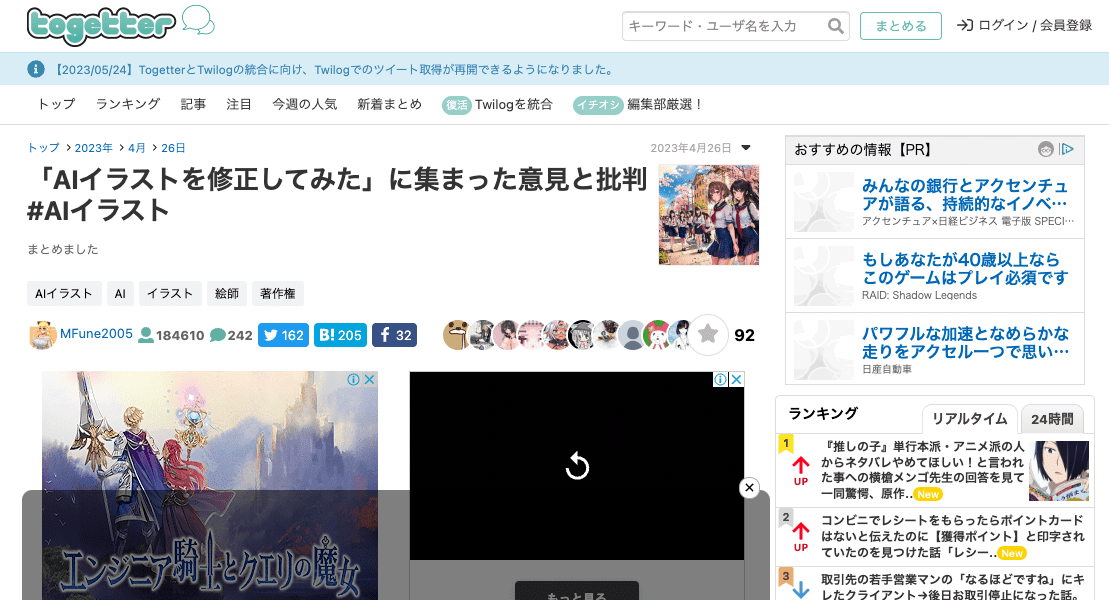 togetter
キーワード・ユーザ名を入力
まとめる
ログイン / 会員登録
【2023/05/24】TogetterとTwilogの統合に向け、Twilogでのツイート取得が再開できるようになりました。
トップ ランキング 記事 注目 今週の人気 新着まとめ 復活 Twilogを統合 イチオシ 編集部厳選！
トップ > 2023年 > 4月 > 26日
2023年4月26日
「AIイラストを修正してみた」に集まった意見と批判
#AIイラスト
まとめました
AIイラスト AI イラスト 絵師 著作権
MFune2005 184610 242 162 B! 205 32
92
エンジニア騎士とクエリの魔女
もっと見る
おすすめの情報【PR】
みんなの銀行とアクセンチュ
アが語る、持続的なイノベ…
アクセンチュア×日経ビジネス 電子版 SPECI…
もしあなたが40歳以上なら
このゲームはプレイ必須です
RAID: Shadow Legends
パワフルな加速となめらかな
走りをアクセル一つで思い…
日産自動車
ランキング
リアルタイム 24時間
1
UP
『推しの子』単行本派・アニメ派の人
からネタバレやめてほしい！と言われ
た事への横槍メンゴ先生の回答を見て
一同驚愕、原作.. New
2
UP
コンビニでレシートをもらったらポイントカード
はないと伝えたのに【獲得ポイント】と印字され
ていたのを見つけた話「レシー.. New
3
取引先の若手営業マンの「なるほどですね」にキ
レたクライアント→後日お取引停止になった話。